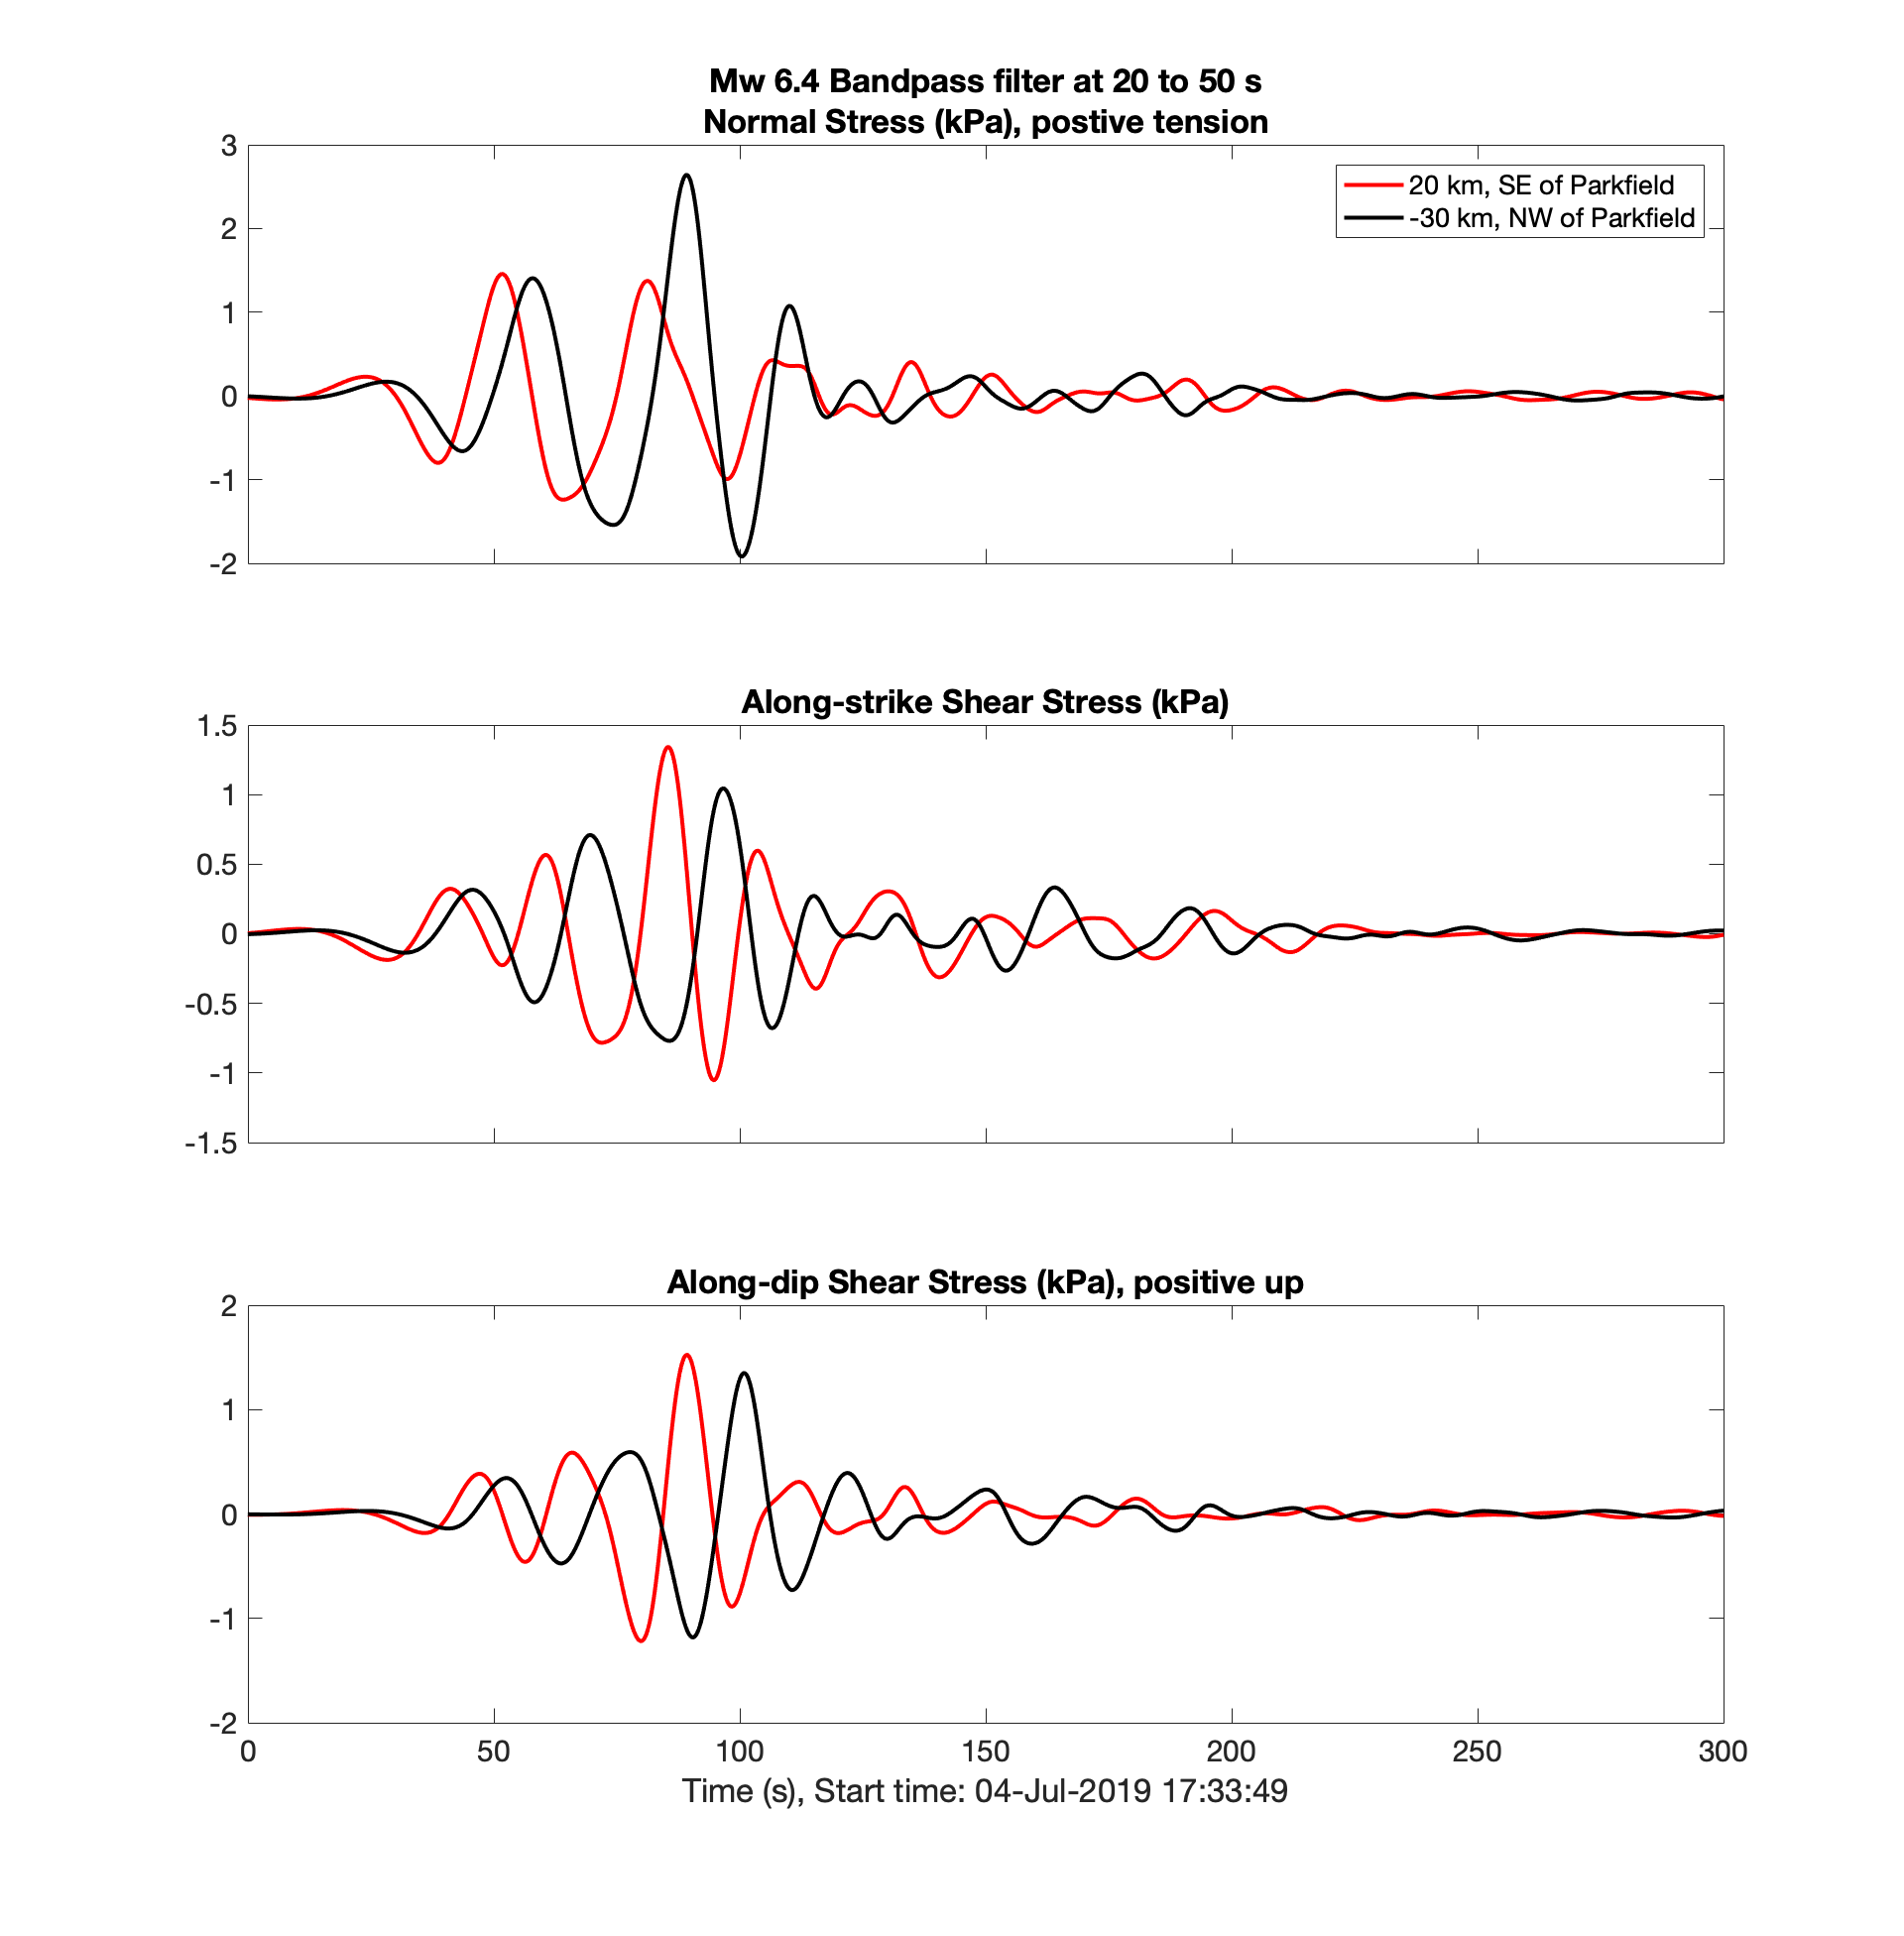 Mw 6.4 Bandpass filter at 20 to 50 s
Normal Stress (kPa), postive tension
3
2
1
0
-1
-2
20 km, SE of Parkfield
-30 km, NW of Parkfield
Along-strike Shear Stress (kPa)
1.5
1
0.5
0
-0.5
-1
-1.5
Along-dip Shear Stress (kPa), positive up
2
1
0
-1
-2
0 50 100 150 200 250 300
Time (s), Start time: 04-Jul-2019 17:33:49